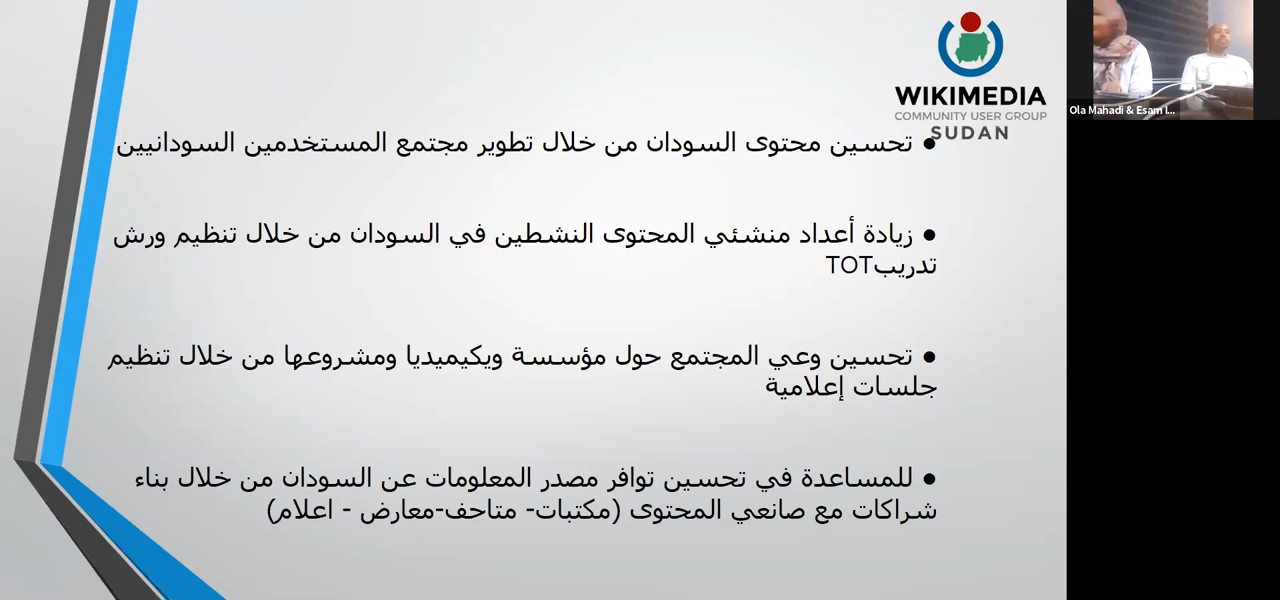 WIKIMEDIA
COMMUNITY USER GROUP
SUDAN
● تحسين محتوى السودان من خلال تطوير مجتمع المستخدمين السودانيين
● زيادة أعداد منشئي المحتوى النشطين في السودان من خلال تنظيم ورش
تدريبTOT
● تحسين وعي المجتمع حول مؤسسة ويكيميديا ومشروعها من خلال تنظيم
جلسات إعلامية
● للمساعدة في تحسين توافر مصدر المعلومات عن السودان من خلال بناء
شراكات مع صانعي المحتوى (مكتبات- متاحف-معارض - اعلام)
Ola Mahadi & Esam I...